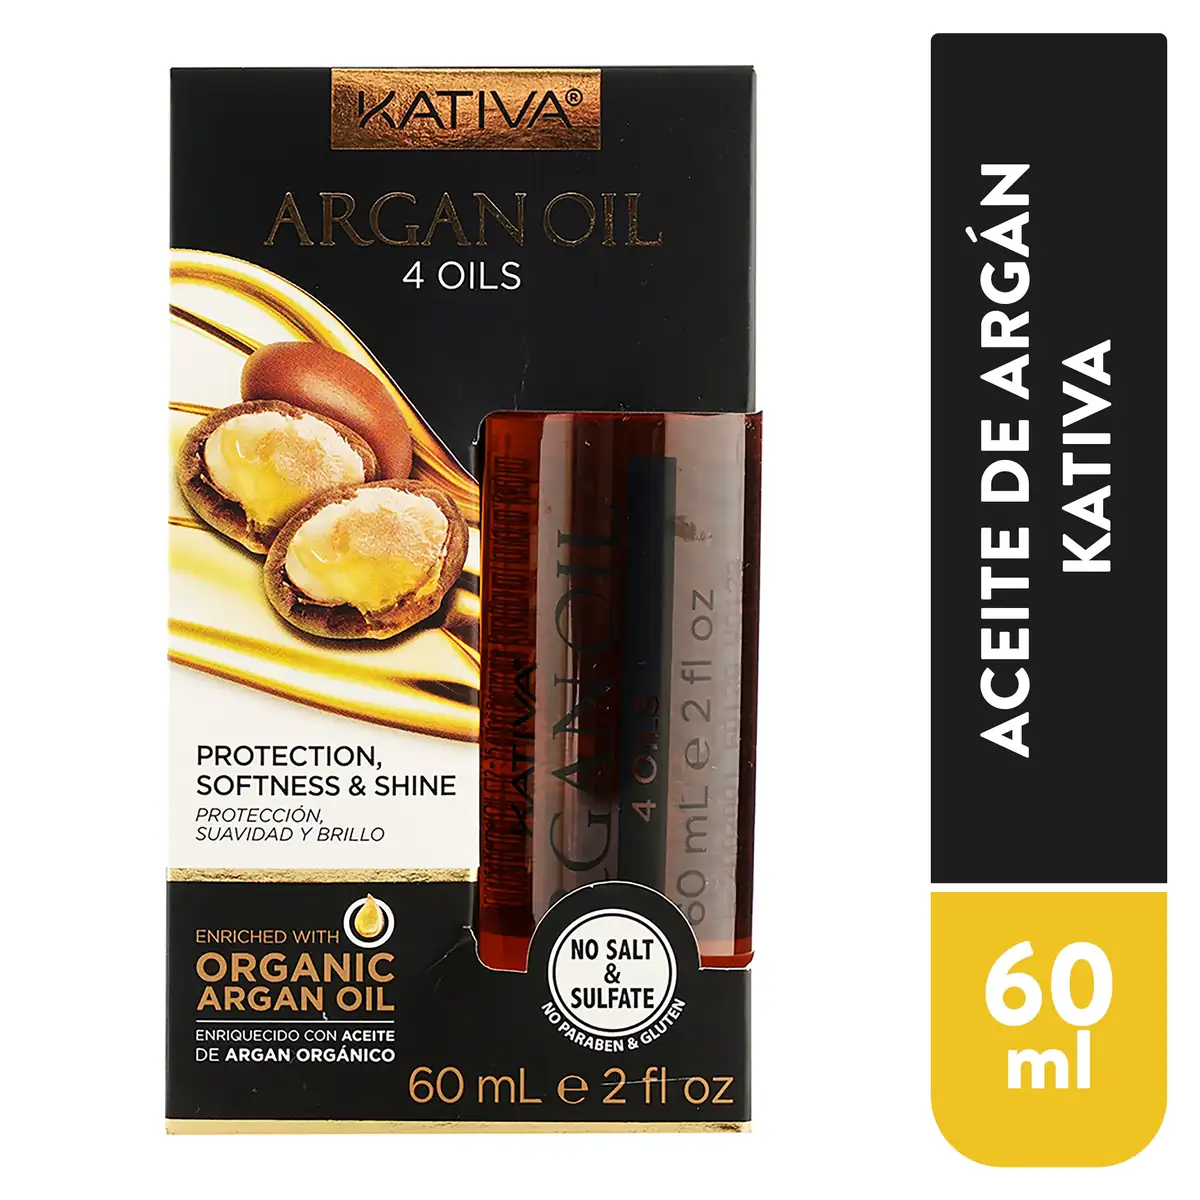 KATIVA®
ARGAN OIL
4 OILS
PROTECTION,
SOFTNESS & SHINE
PROTECCIÓN,
SUAVIDAD Y BRILLO
ENRICHED WITH
ORGANIC
ARGAN OIL
ENRIQUECIDO CON ACEITE
DE ARGAN ORGÁNICO
KATIVA®
ARGAN OIL
4 OILS
60 mL e 2 fl oz
NO SALT
&
SULFATE
NO PARABEN & GLUTEN
60 mL e 2 fl oz
ACEITE DE ARGÁN
KATIVA
60
ml